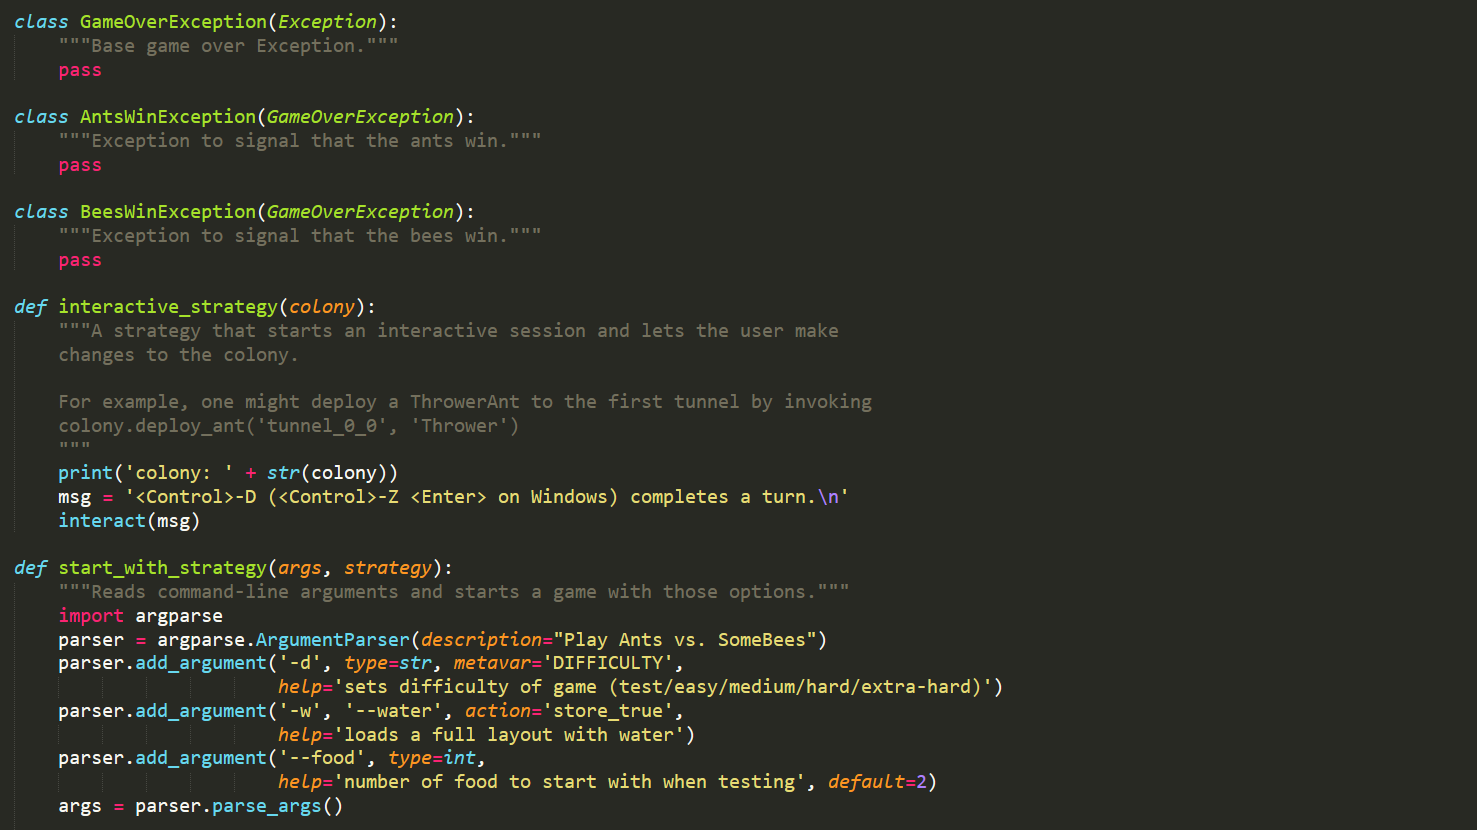 class GameOverException(Exception):
    """Base game over Exception."""
    pass

class AntsWinException(GameOverException):
    """Exception to signal that the ants win."""
    pass

class BeesWinException(GameOverException):
    """Exception to signal that the bees win."""
    pass

def interactive_strategy(colony):
    """A strategy that starts an interactive session and lets the user make
    changes to the colony.

    For example, one might deploy a ThrowerAnt to the first tunnel by invoking
    colony.deploy_ant('tunnel_0_0', 'Thrower')
    """
    print('colony: ' + str(colony))
    msg = '<Control>-D (<Control>-Z <Enter> on Windows) completes a turn.\n'
    interact(msg)

def start_with_strategy(args, strategy):
    """Reads command-line arguments and starts a game with those options."""
    import argparse
    parser = argparse.ArgumentParser(description="Play Ants vs. SomeBees")
    parser.add_argument('-d', type=str, metavar='DIFFICULTY',
                        help='sets difficulty of game (test/easy/medium/hard/extra-hard)')
    parser.add_argument('-w', '--water', action='store_true',
                        help='loads a full layout with water')
    parser.add_argument('--food', type=int,
                        help='number of food to start with when testing', default=2)
    args = parser.parse_args()